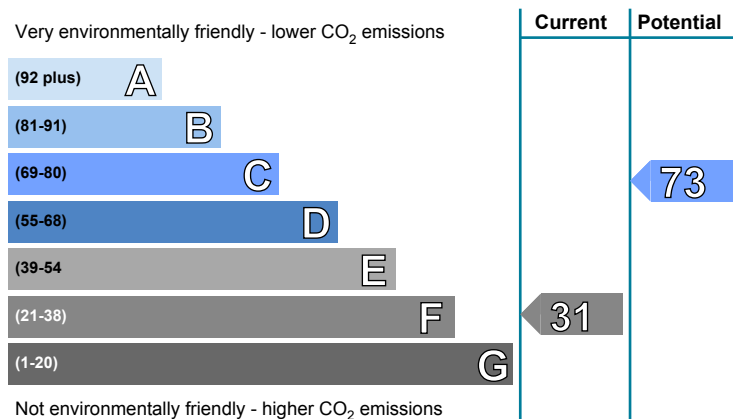 Current Potential
Very environmentally friendly - lower CO2 emissions
(92 plus) A
(81-91) B
(69-80) C
73
(55-68) D
(39-54 E
(21-38) F
31
(1-20) G
Not environmentally friendly - higher CO2 emissions